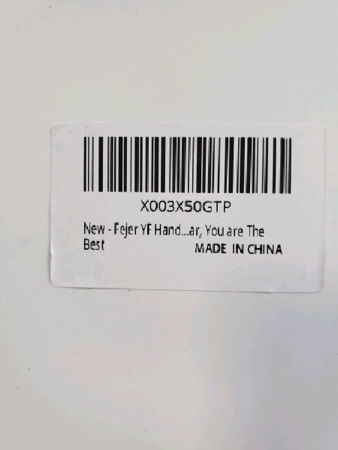 X003X50GTP
New - Fejer YF Hand...ar, You are The
Best MADE IN CHINA